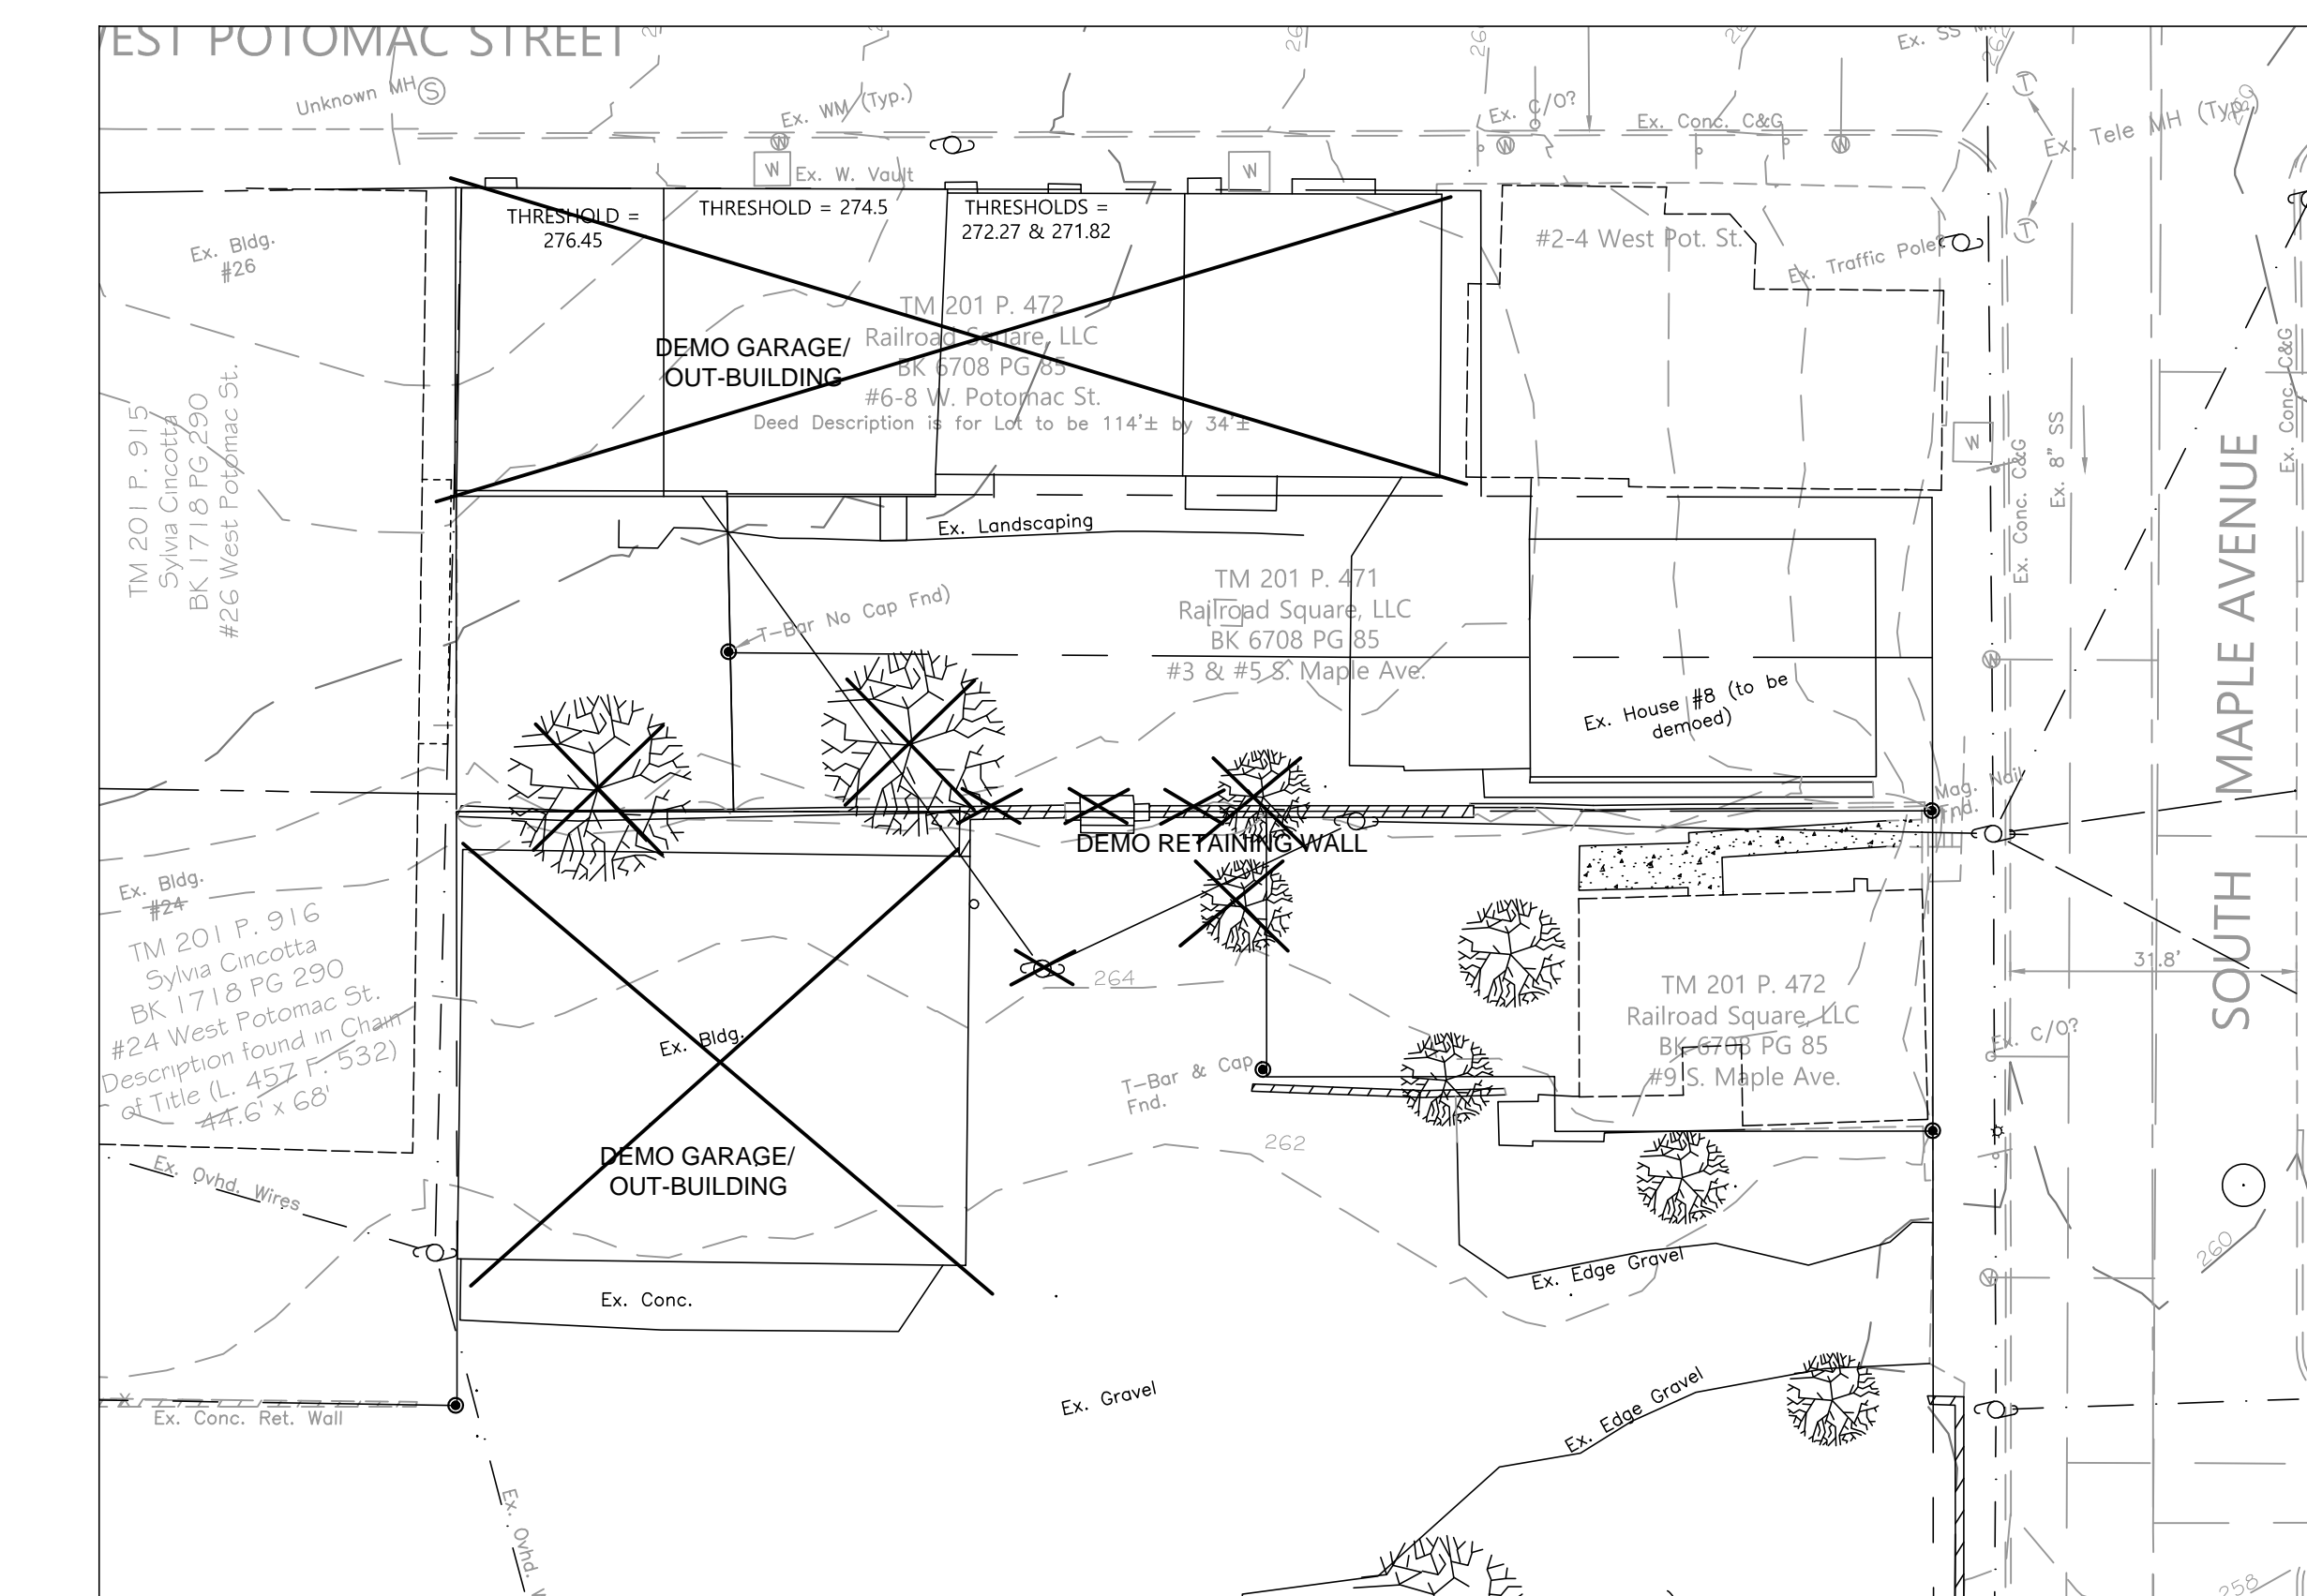 WEST POTOMAC STREET
Unknown MH
S
Ex. WM (Typ.)
W
W
Ex. W. Vault
W
Ex. C/O?
W
Ex. Conc. C&G
W
Ex. SS
T
T
Ex. Tele MH (Typ.)
THRESHOLD =
276.45
THRESHOLD = 274.5
THRESHOLDS =
272.27 & 271.82
#2-4 West Pot. St.
Ex. Traffic Pole?
Ex. Bldg.
#26
TM 201 P. 472
Railroad Square, LLC
BK 6708 PG 85
#6-8 W. Potomac St.
Deed Description is for Lot to be 114'± by 34'±
DEMO GARAGE/
OUT-BUILDING
TM 201 P. 915
Sylvia Cincotta
BK 1718 PG 290
#26 West Potomac St.
Ex. Landscaping
T-Bar No Cap Fnd)
TM 201 P. 471
Railroad Square, LLC
BK 6708 PG 85
#3 & #5 S. Maple Ave.
Ex. House #8 (to be
demoed)
W
W
Ex. Conc. C&G
Ex. 8" SS
Ex. Conc. C&G
SOUTH MAPLE AVENUE
Mag. Nail
Fnd.
DEMO RETAINING WALL
Ex. Bldg.
#24
TM 201 P. 916
Sylvia Cincotta
BK 1718 PG 290
#24 West Potomac St.
Description found in Chain
of Title (L. 457 F. 532)
44.6' x 68'
264
31.8'
TM 201 P. 472
Railroad Square, LLC
BK 6708 PG 85
#9 S. Maple Ave.
Ex. C/O?
Ex. Bldg.
T-Bar & Cap
Fnd.
262
DEMO GARAGE/
OUT-BUILDING
Ex. Ovhd. Wires
260
Ex. Edge Gravel
Ex. Conc.
Ex. Gravel
Ex. Edge Gravel
Ex. Conc. Ret. Wall
Ex. Ovhd.
258